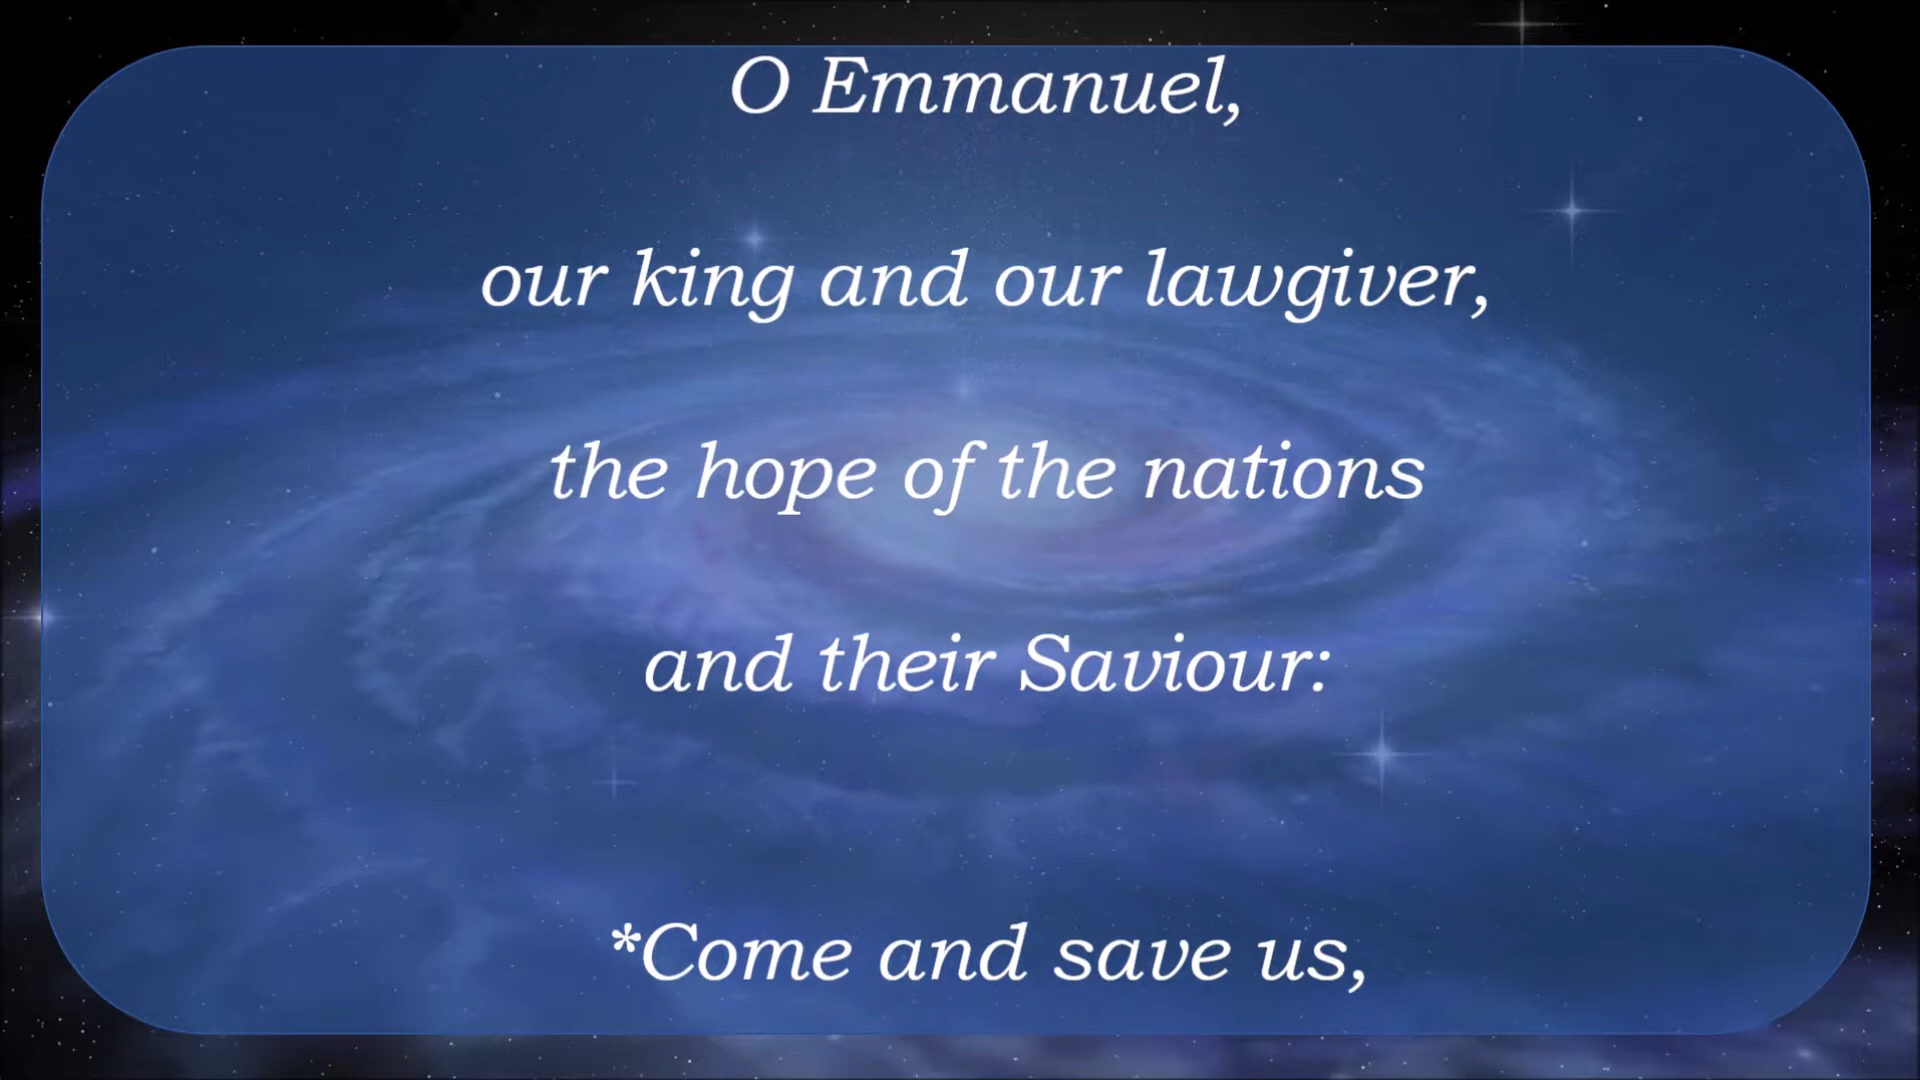 O Emmanuel,
our king and our lawgiver,
the hope of the nations
and their Saviour:
*Come and save us,